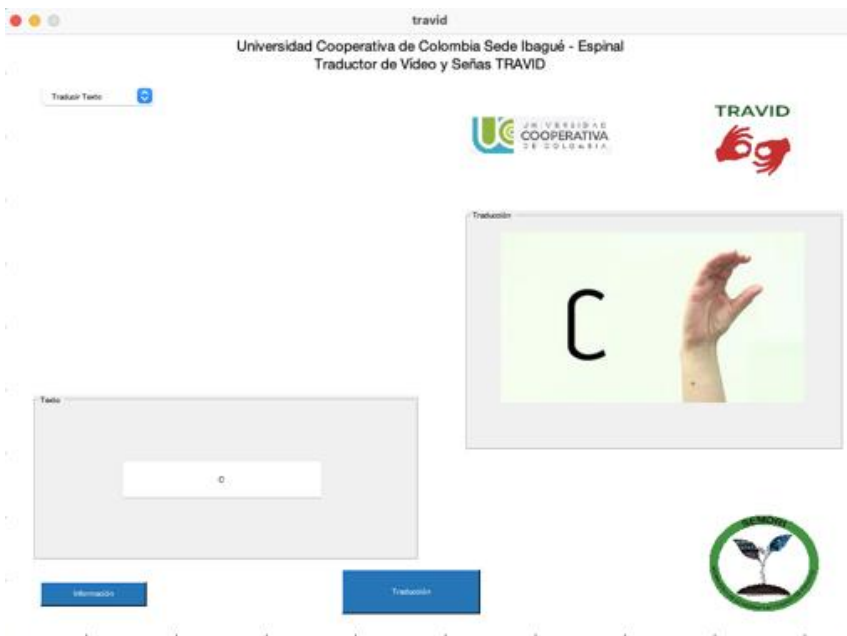 travid
Universidad Cooperativa de Colombia Sede Ibagué - Espinal
Traductor de Video y Señas TRAVID
Traducir Texto
TRAVID
UNIVERSIDAD
COOPERATIVA
DE COLOMBIA
Traducción
C
Texto
C
SEMORI
Información
Traducción